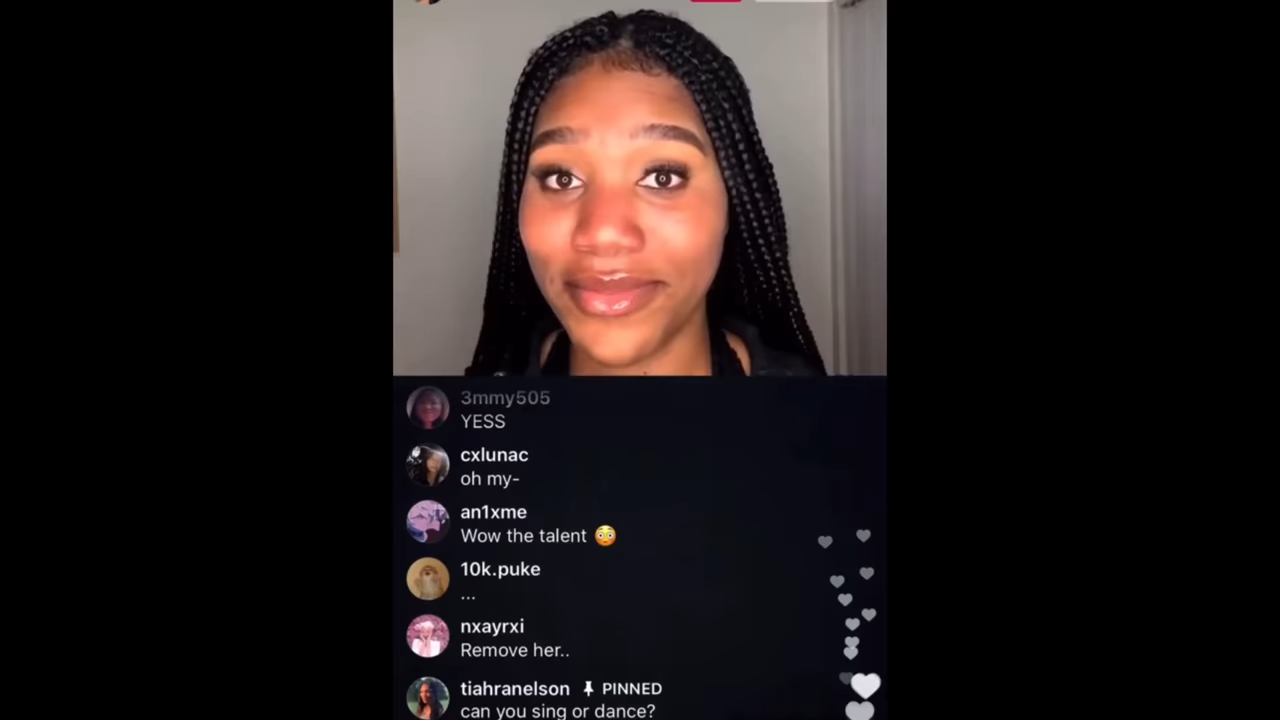 3mmy505
YESS
cxlunac
oh my-
an1xme
Wow the talent 😳
10k.puke
...
nxayrxi
Remove her..
tiahranelson PINNED
can you sing or dance?